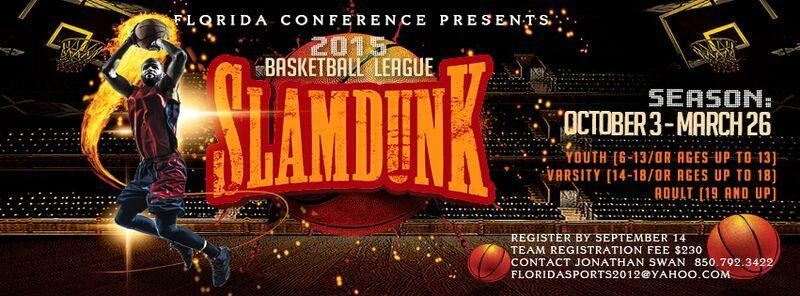 FLORIDA CONFERENCE PRESENTS
2015
BASKETBALL LEAGUE
SLAMDUNK
SEASON:
OCTOBER 3 - MARCH 26
YOUTH (6-13/OR AGES UP TO 13)
VARSITY (14-18/OR AGES UP TO 18)
ADULT (19 AND UP)
REGISTER BY SEPTEMBER 14
TEAM REGISTRATION FEE $230
CONTACT JONATHAN SWAN 850.792.3422
FLORIDASPORTS2012@YAHOO.COM